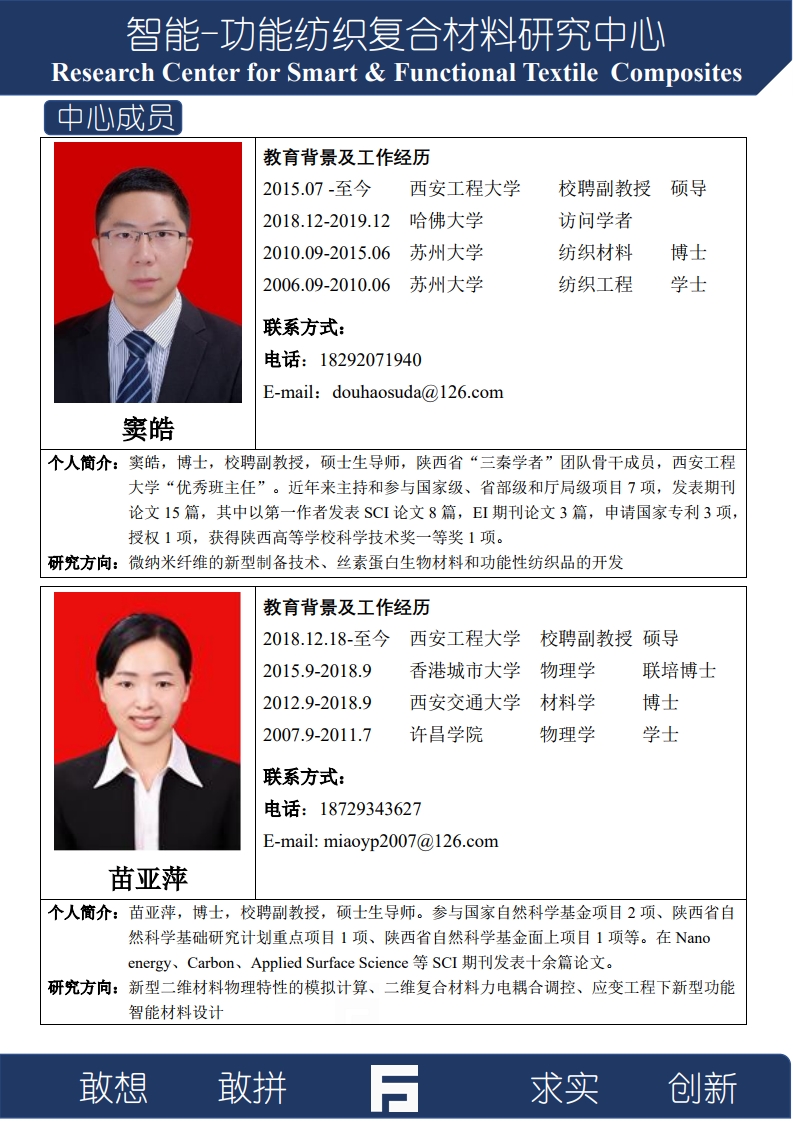 智能-功能纺织复合材料研究中心
Research Center for Smart & Functional Textile Composites
中心成员
教育背景及工作经历
2015.07 -至今 西安工程大学 校聘副教授 硕导
2018.12-2019.12 哈佛大学 访问学者
2010.09-2015.06 苏州大学 纺织材料 博士
2006.09-2010.06 苏州大学 纺织工程 学士
联系方式：
电话：18292071940
E-mail：douhaosuda@126.com
窦皓
个人简介：窦皓，博士，校聘副教授，硕士生导师，陕西省“三秦学者”团队骨干成员，西安工程
大学“优秀班主任”。近年来主持和参与国家级、省部级和厅局级项目 7 项，发表期刊
论文 15 篇，其中以第一作者发表 SCI 论文 8 篇，EI 期刊论文 3 篇，申请国家专利 3 项，
授权 1 项，获得陕西高等学校科学技术奖一等奖 1 项。
研究方向：微纳米纤维的新型制备技术、丝素蛋白生物材料和功能性纺织品的开发
教育背景及工作经历
2018.12.18-至今 西安工程大学 校聘副教授 硕导
2015.9-2018.9 香港城市大学 物理学 联培博士
2012.9-2018.9 西安交通大学 材料学 博士
2007.9-2011.7 许昌学院 物理学 学士
联系方式：
电话：18729343627
E-mail: miaoyp2007@126.com
苗亚萍
个人简介：苗亚萍，博士，校聘副教授，硕士生导师。参与国家自然科学基金项目 2 项、陕西省自
然科学基础研究计划重点项目 1 项、陕西省自然科学基金面上项目 1 项等。在 Nano
energy、Carbon、Applied Surface Science 等 SCI 期刊发表十余篇论文。
研究方向：新型二维材料物理特性的模拟计算、二维复合材料力电耦合调控、应变工程下新型功能
智能材料设计
敢想 敢拼 求实 创新